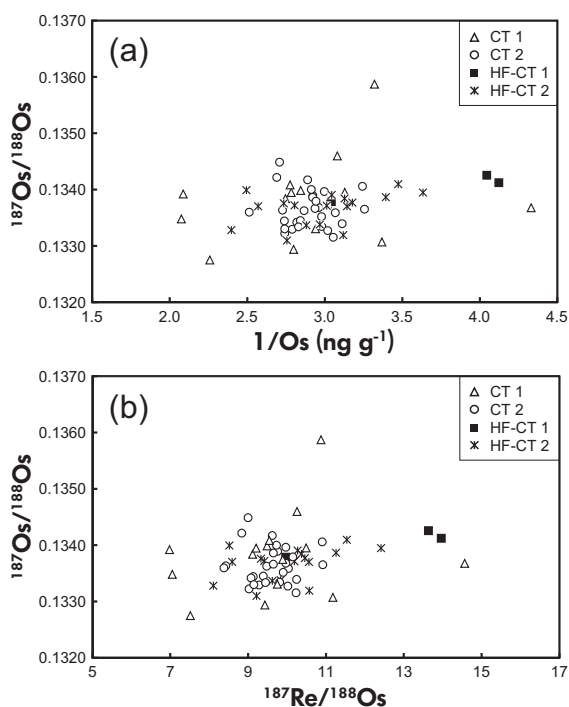 (a)
CT 1
CT 2
HF-CT 1
HF-CT 2
0.1370
0.1360
0.1350
0.1340
0.1330
0.1320
187Os/188Os
1.5 2.0 2.5 3.0 3.5 4.0 4.5
1/Os (ng g-1)
(b)
CT 1
CT 2
HF-CT 1
HF-CT 2
0.1370
0.1360
0.1350
0.1340
0.1330
0.1320
187Os/188Os
5 7 9 11 13 15 17
187Re/188Os